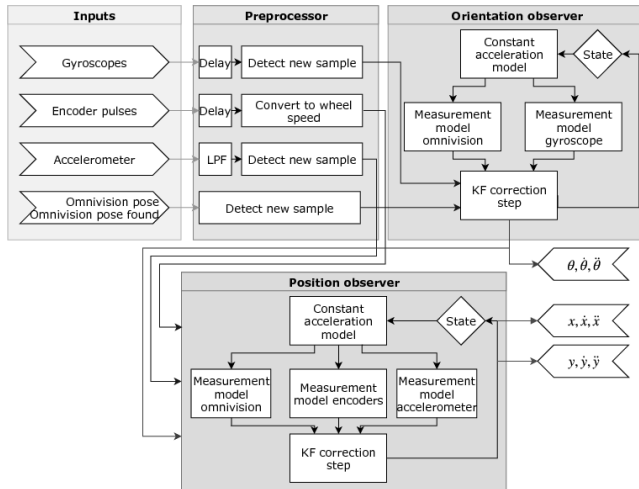 Inputs
Preprocessor
Orientation observer
Gyroscopes
Delay
Detect new sample
Constant
acceleration
model
State
Encoder pulses
Delay
Convert to wheel
speed
Measurement
model
omnivision
Measurement
model
gyroscope
Accelerometer
LPF
Detect new sample
KF correction
step
Omnivision pose
Omnivision pose found
Detect new sample
θ, θ̇, θ̈
Position observer
Constant
acceleration
model
State
x, ẋ, ẍ
y, ẏ, ÿ
Measurement
model
omnivision
Measurement
model encoders
Measurement
model
accelerometer
KF correction
step